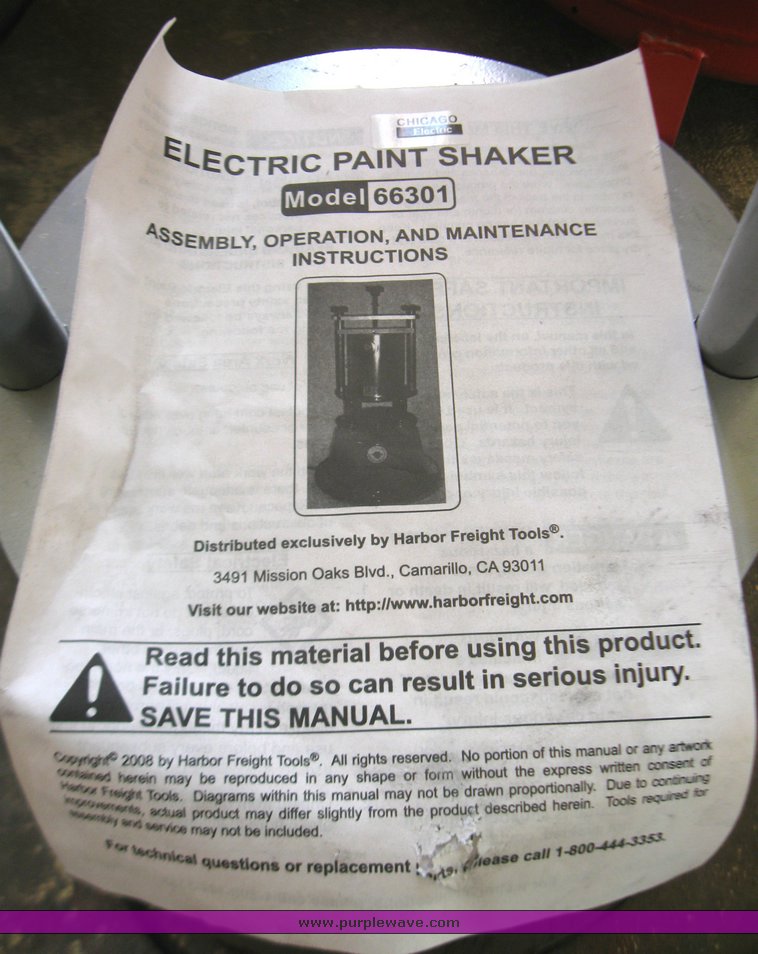 CHICAGO
Electric
ELECTRIC PAINT SHAKER
Model 66301
ASSEMBLY, OPERATION, AND MAINTENANCE
INSTRUCTIONS
Distributed exclusively by Harbor Freight Tools®.
3491 Mission Oaks Blvd., Camarillo, CA 93011
Visit our website at: http://www.harborfreight.com
Read this material before using this product.
Failure to do so can result in serious injury.
SAVE THIS MANUAL.
Copyright© 2008 by Harbor Freight Tools®. All rights reserved. No portion of this manual or any artwork
contained herein may be reproduced in any shape or form without the express written consent of
Harbor Freight Tools. Diagrams within this manual may not be drawn proportionally. Due to continuing
improvements, actual product may differ slightly from the product described herein. Tools required for
assembly and service may not be included.
For technical questions or replacement please call 1-800-444-3353.
www.purplewave.com